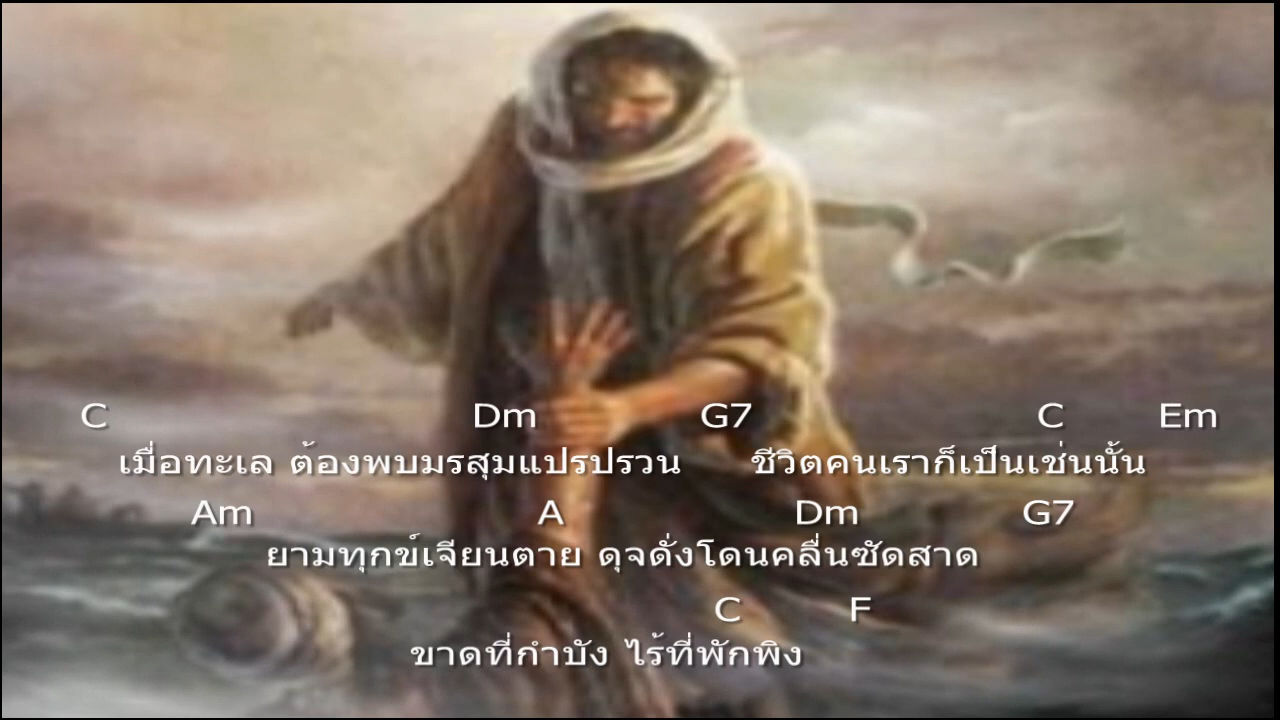 C Dm G7 C Em
เมื่อทะเล ต้องพบมรสุมแปรปรวน ชีวิตคนเราก็เป็นเช่นนั้น
Am A Dm G7
ยามทุกข์เจียนตาย ดุจดั่งโดนคลื่นซัดสาด
C F
ขาดที่กำบัง ไร้ที่พักพิง